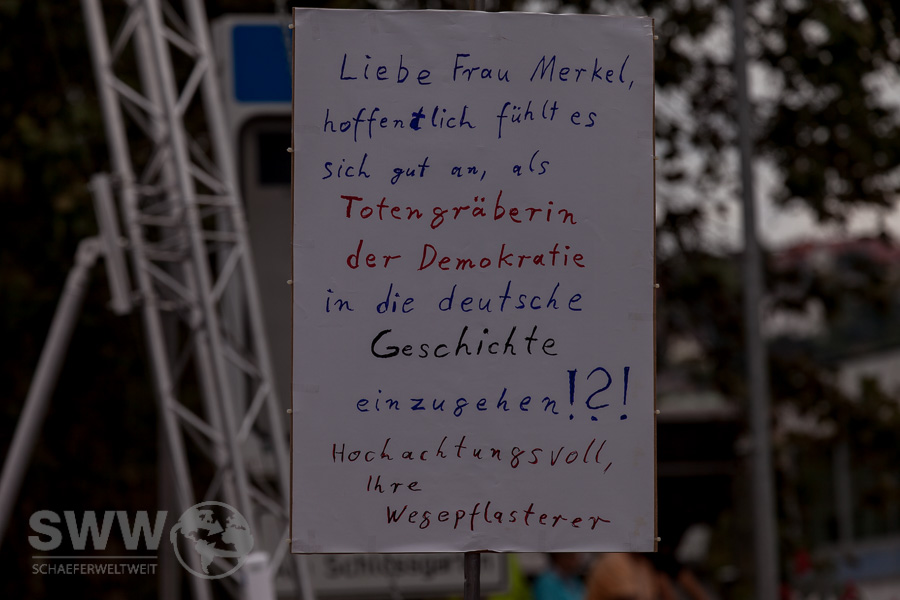 Liebe Frau Merkel,
hoffentlich fühlt es
sich gut an, als
Totengräberin
der Demokratie
in die deutsche
Geschichte
einzugehen!?!
Hochachtungsvoll,
Ihre
Wegepflasterer
SWW
SCHAEFERWELTWEIT